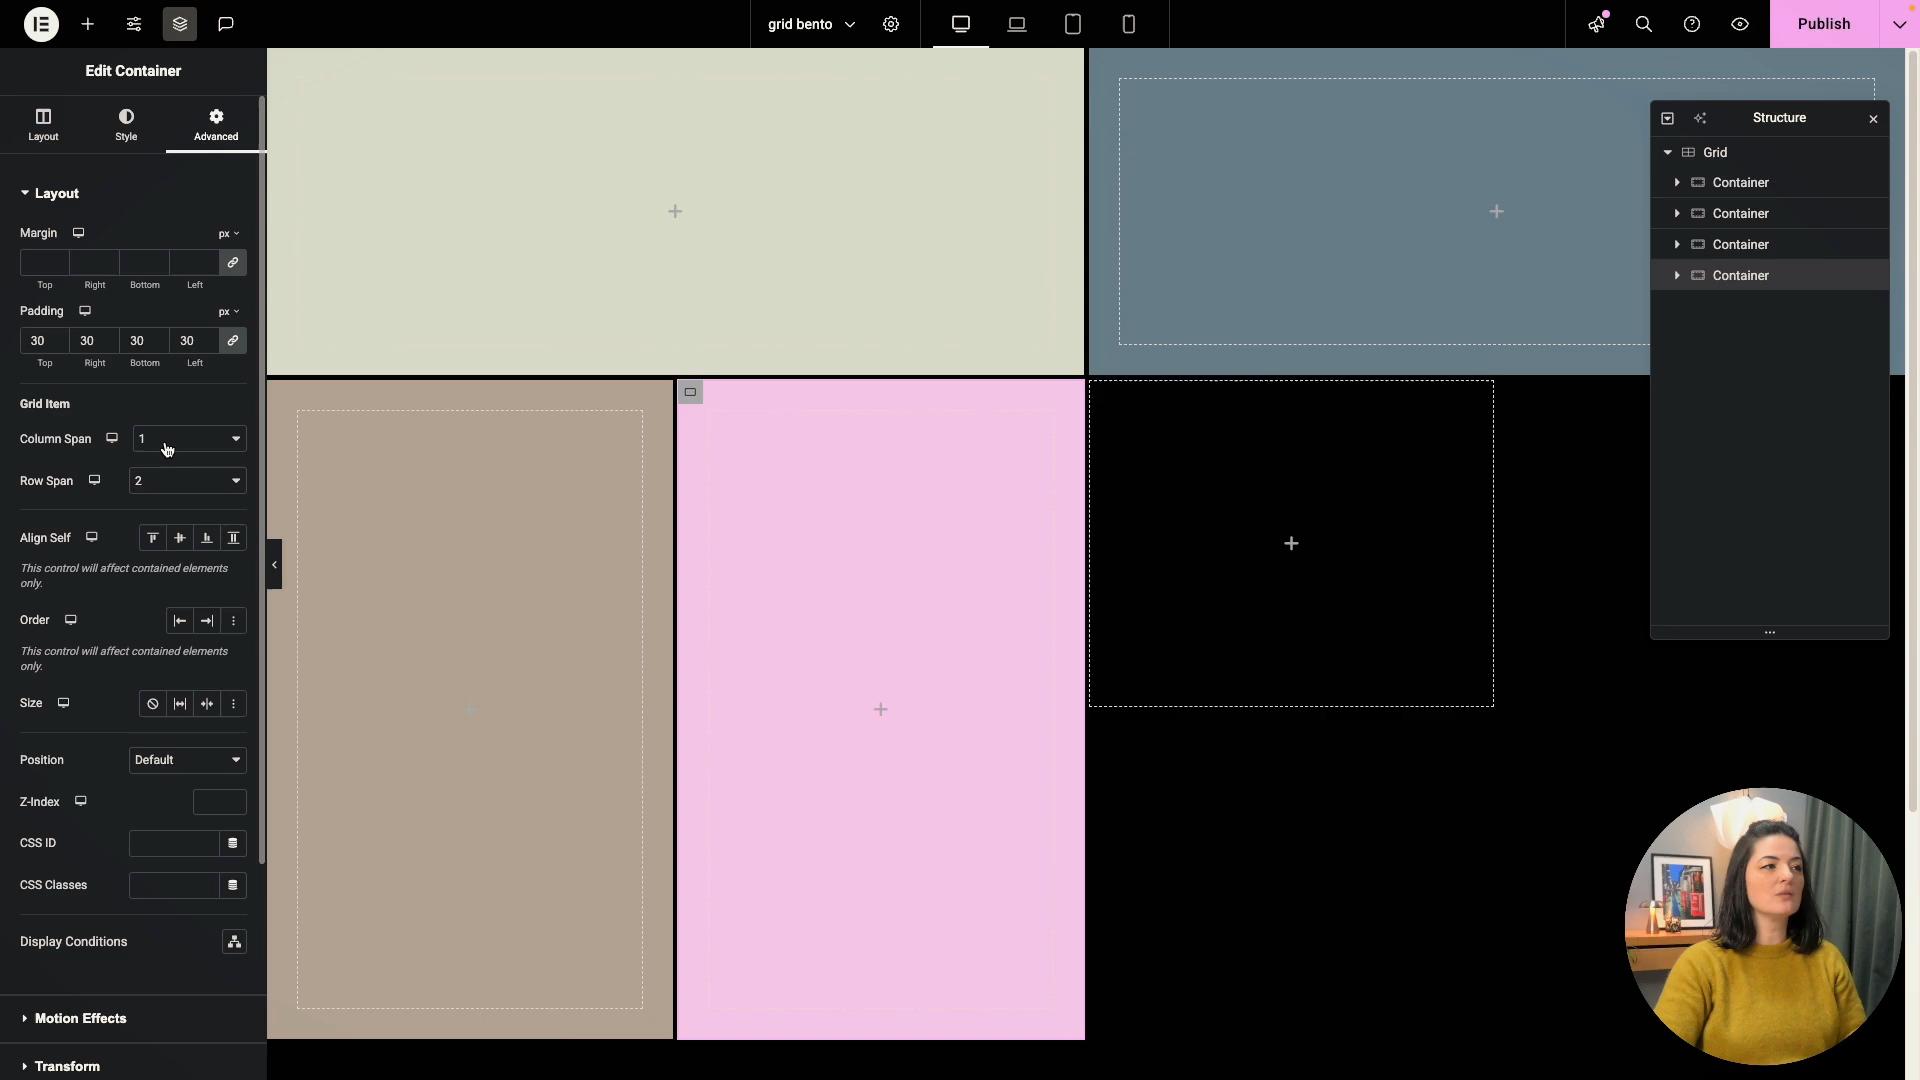 grid bento
Publish
Edit Container
Layout
Style
Advanced
Layout
Margin
px
Top
Right
Bottom
Left
Padding
px
30
30
30
30
Top
Right
Bottom
Left
Grid Item
Column Span
1
Row Span
2
Align Self
This control will affect contained elements
only.
Order
This control will affect contained elements
only.
Size
Position
Default
Z-Index
CSS ID
CSS Classes
Display Conditions
Motion Effects
Transform
Structure
Grid
Container
Container
Container
Container